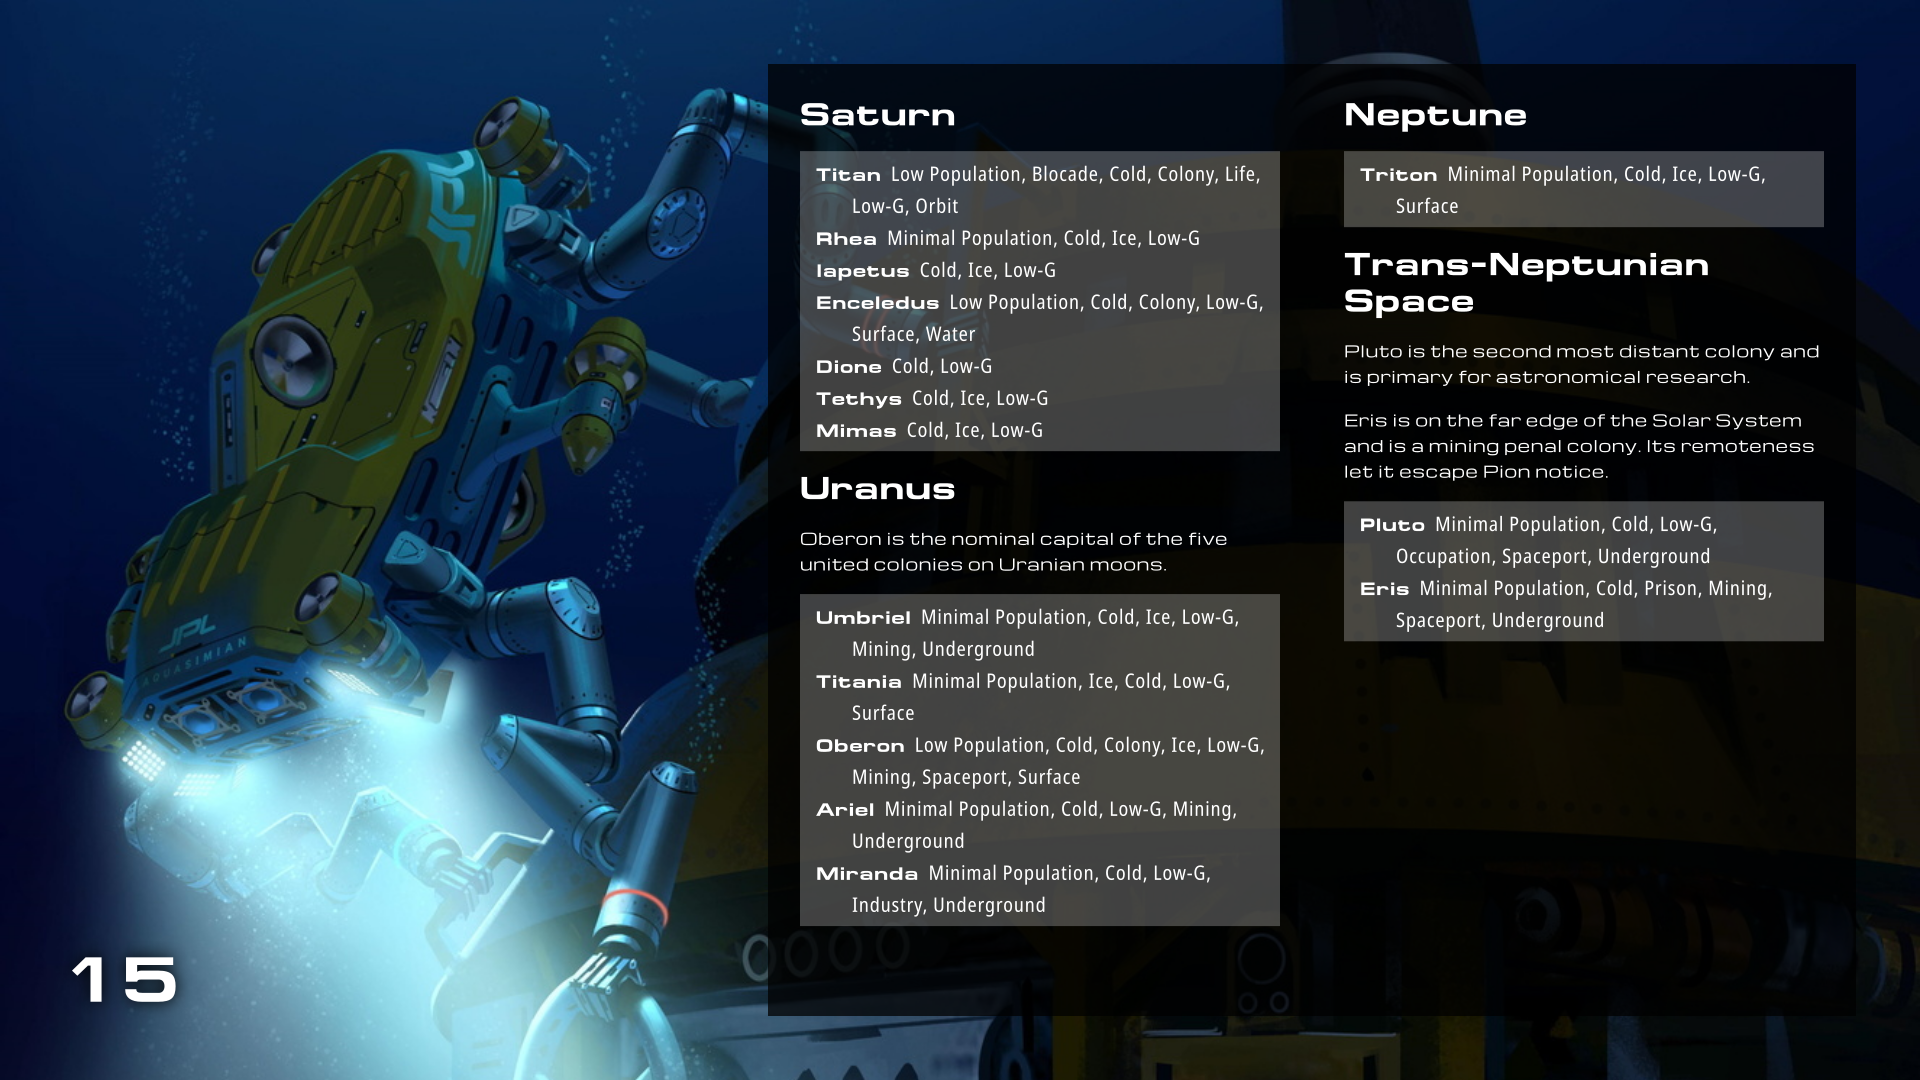 Saturn
Titan Low Population, Blocade, Cold, Colony, Life,
Low-G, Orbit
Rhea Minimal Population, Cold, Ice, Low-G
Iapetus Cold, Ice, Low-G
Enceledus Low Population, Cold, Colony, Low-G,
Surface, Water
Dione Cold, Low-G
Tethys Cold, Ice, Low-G
Mimas Cold, Ice, Low-G
Uranus
Oberon is the nominal capital of the five
united colonies on Uranian moons.
Umbriel Minimal Population, Cold, Ice, Low-G,
Mining, Underground
Titania Minimal Population, Ice, Cold, Low-G,
Surface
Oberon Low Population, Cold, Colony, Ice, Low-G,
Mining, Spaceport, Surface
Ariel Minimal Population, Cold, Low-G, Mining,
Underground
Miranda Minimal Population, Cold, Low-G,
Industry, Underground
Neptune
Triton Minimal Population, Cold, Ice, Low-G,
Surface
Trans-Neptunian
Space
Pluto is the second most distant colony and
is primary for astronomical research.
Eris is on the far edge of the Solar System
and is a mining penal colony. Its remoteness
let it escape Pion notice.
Pluto Minimal Population, Cold, Low-G,
Occupation, Spaceport, Underground
Eris Minimal Population, Cold, Prison, Mining,
Spaceport, Underground
JPL
JPL
AQUASIMIAN
15